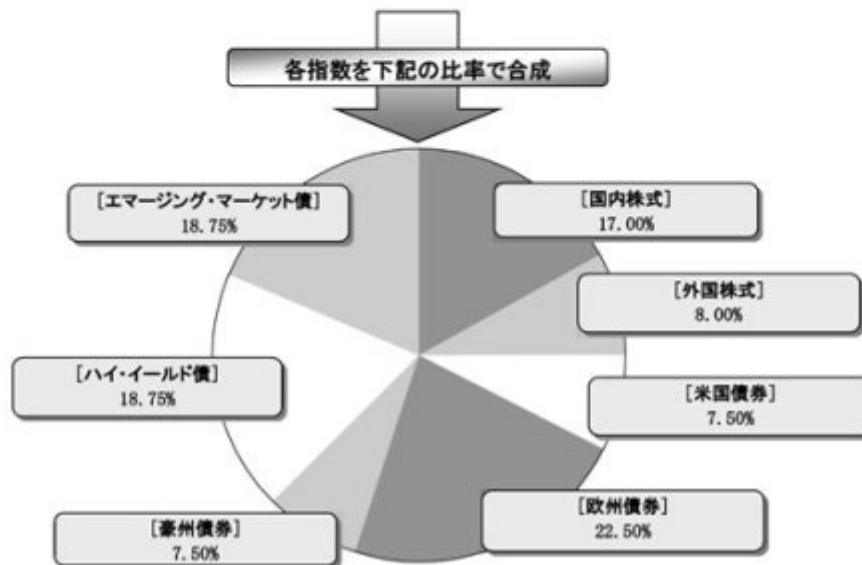 各指数を下記の比率で合成
[エマージング・マーケット債]
18.75%
[国内株式]
17.00%
[外国株式]
8.00%
[ハイ・イールド債]
18.75%
[米国債券]
7.50%
[豪州債券]
7.50%
[欧州債券]
22.50%